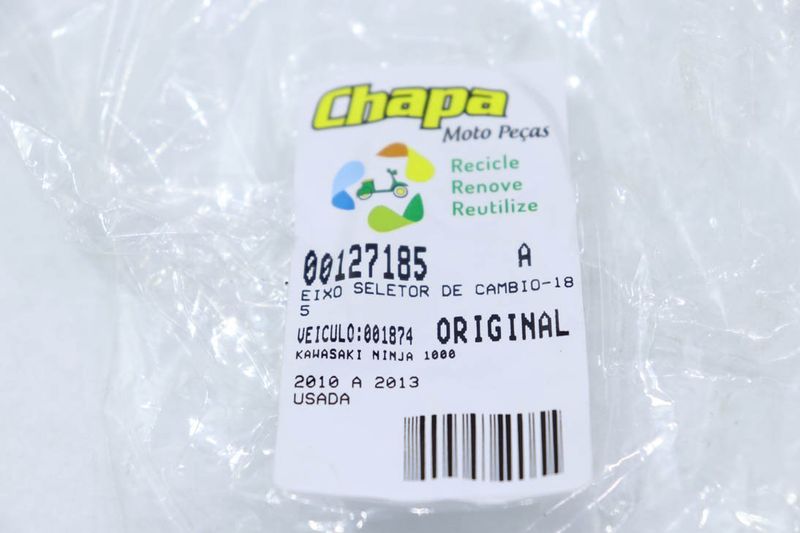 Chapa
Moto Peças
Recicle
Renove
Reutilize
00127185 A
EIXO SELETOR DE CAMBIO-18
5
VEICULO:001874 ORIGINAL
KAWASAKI NINJA 1000
2010 A 2013
USADA